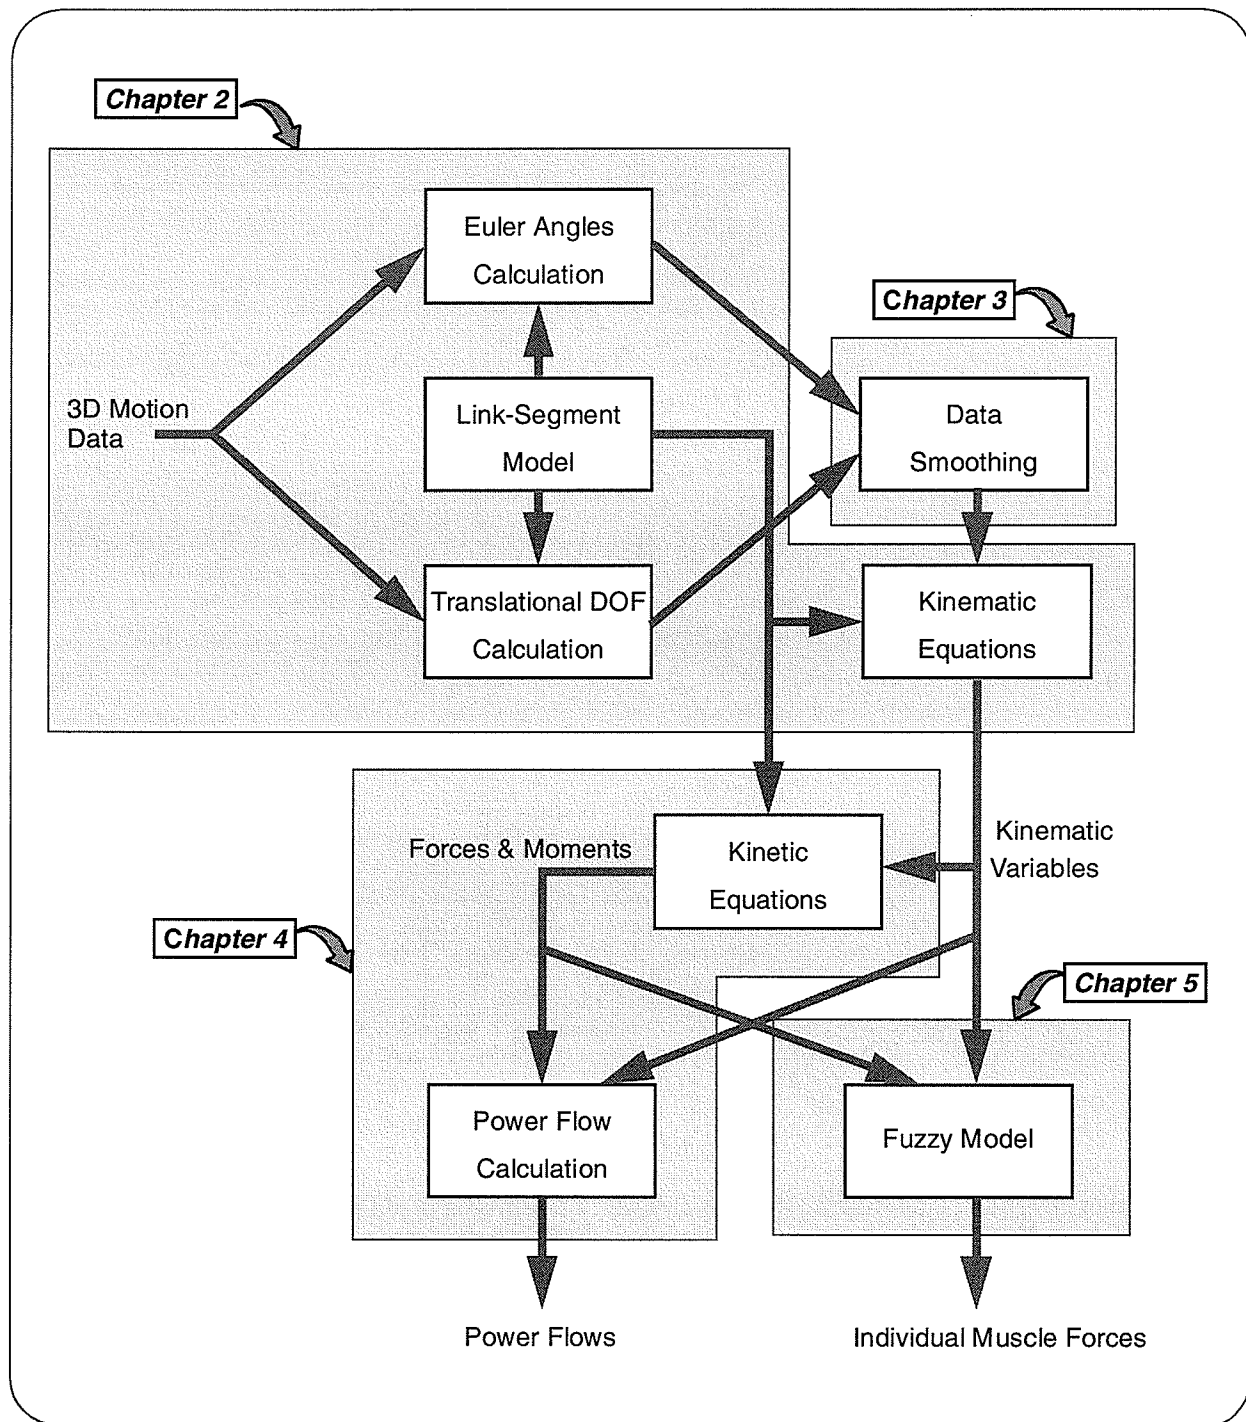 Chapter 2
Euler Angles
Calculation
Chapter 3
3D Motion
Data
Link-Segment
Model
Data
Smoothing
Translational DOF
Calculation
Kinematic
Equations
Forces & Moments
Kinetic
Equations
Kinematic
Variables
Chapter 4
Chapter 5
Power Flow
Calculation
Fuzzy Model
Power Flows
Individual Muscle Forces